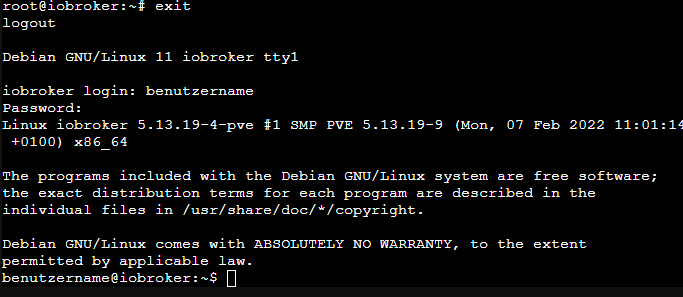 root@iobroker:~# exit
logout
Debian GNU/Linux 11 iobroker tty1
iobroker login: benutzername
Password:
Linux iobroker 5.13.19-4-pve #1 SMP PVE 5.13.19-9 (Mon, 07 Feb 2022 11:01:14
+0100) x86_64
The programs included with the Debian GNU/Linux system are free software;
the exact distribution terms for each program are described in the
individual files in /usr/share/doc/*/copyright.
Debian GNU/Linux comes with ABSOLUTELY NO WARRANTY, to the extent
permitted by applicable law.
benutzername@iobroker:~$